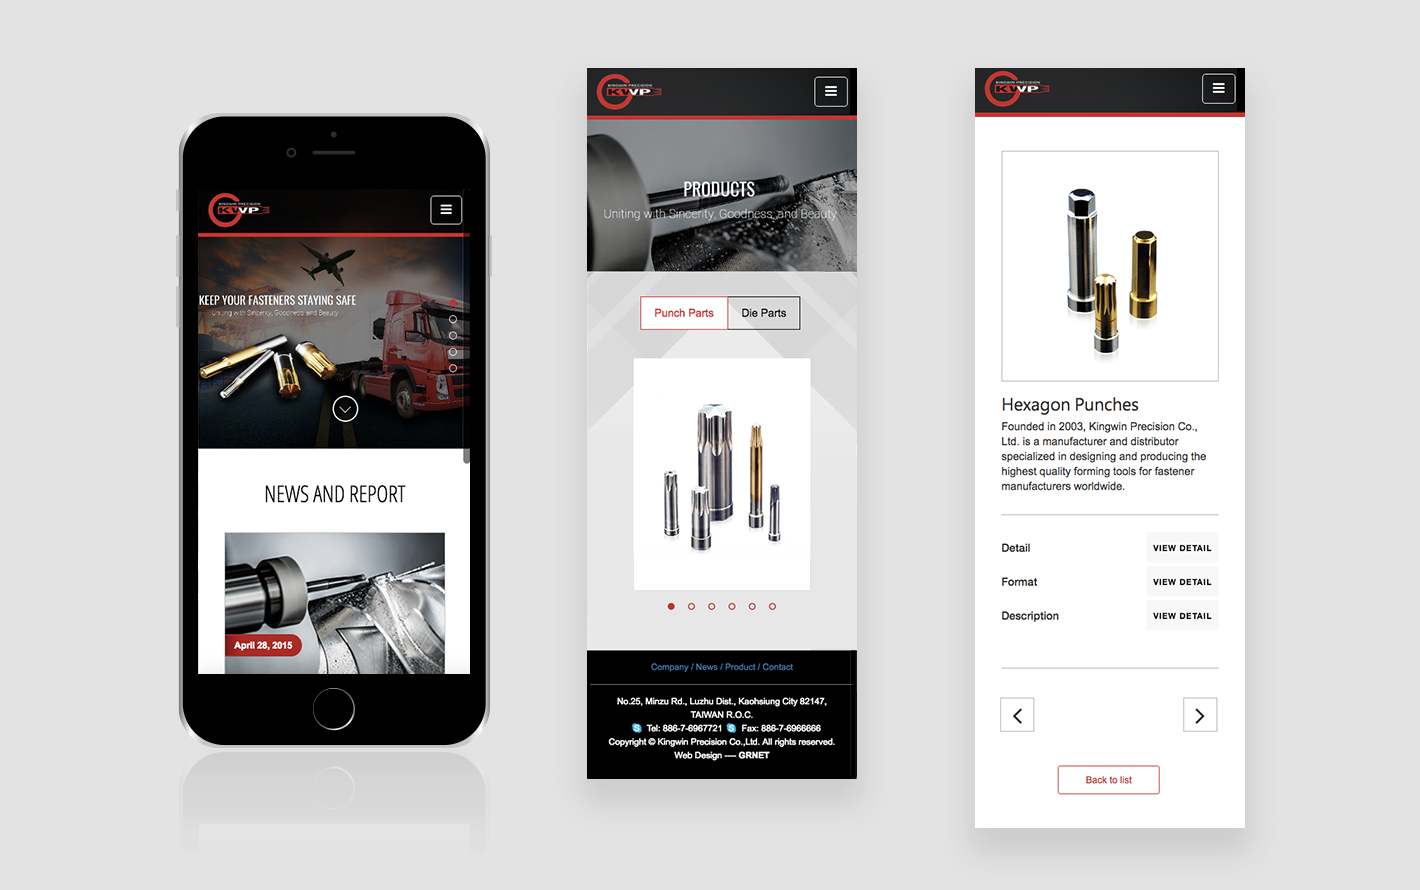 KINGWIN PRECISION
KWP
KEEP YOUR FASTENERS STAYING SAFE
Uniting with Sincerity, Goodness, and Beauty
NEWS AND REPORT
April 28, 2015
KINGWIN PRECISION
KWP
PRODUCTS
Uniting with Sincerity, Goodness, and Beauty
Punch Parts
Die Parts
Company / News / Product / Contact
No.25, Minzu Rd., Luzhu Dist., Kaohsiung City 82147,
TAIWAN R.O.C.
Tel: 886-7-6967721 Fax: 886-7-6966666
Copyright © Kingwin Precision Co.,Ltd. All rights reserved.
Web Design ---- GRNET
KINGWIN PRECISION
KWP
Hexagon Punches
Founded in 2003, Kingwin Precision Co.,
Ltd. is a manufacturer and distributor
specialized in designing and producing the
highest quality forming tools for fastener
manufacturers worldwide.
Detail VIEW DETAIL
Format VIEW DETAIL
Description VIEW DETAIL
Back to list